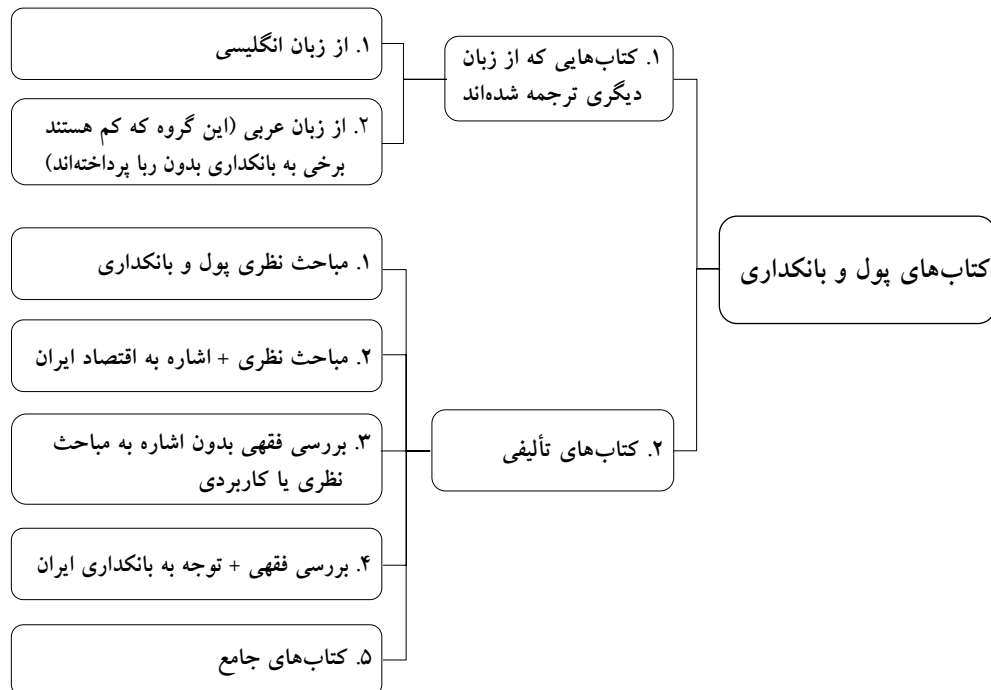 کتاب‌های پول و بانکداری
۱. کتاب‌هایی که از زبان
دیگری ترجمه شده‌اند
۱. از زبان انگلیسی
۲. از زبان عربی (این گروه که کم هستند
برخی به بانکداری بدون ربا پرداخته‌اند)
۲. کتاب‌های تألیفی
۱. مباحث نظری پول و بانکداری
۲. مباحث نظری + اشاره به اقتصاد ایران
۳. بررسی فقهی بدون اشاره به مباحث
نظری یا کاربردی
۴. بررسی فقهی + توجه به بانکداری ایران
۵. کتاب‌های جامع